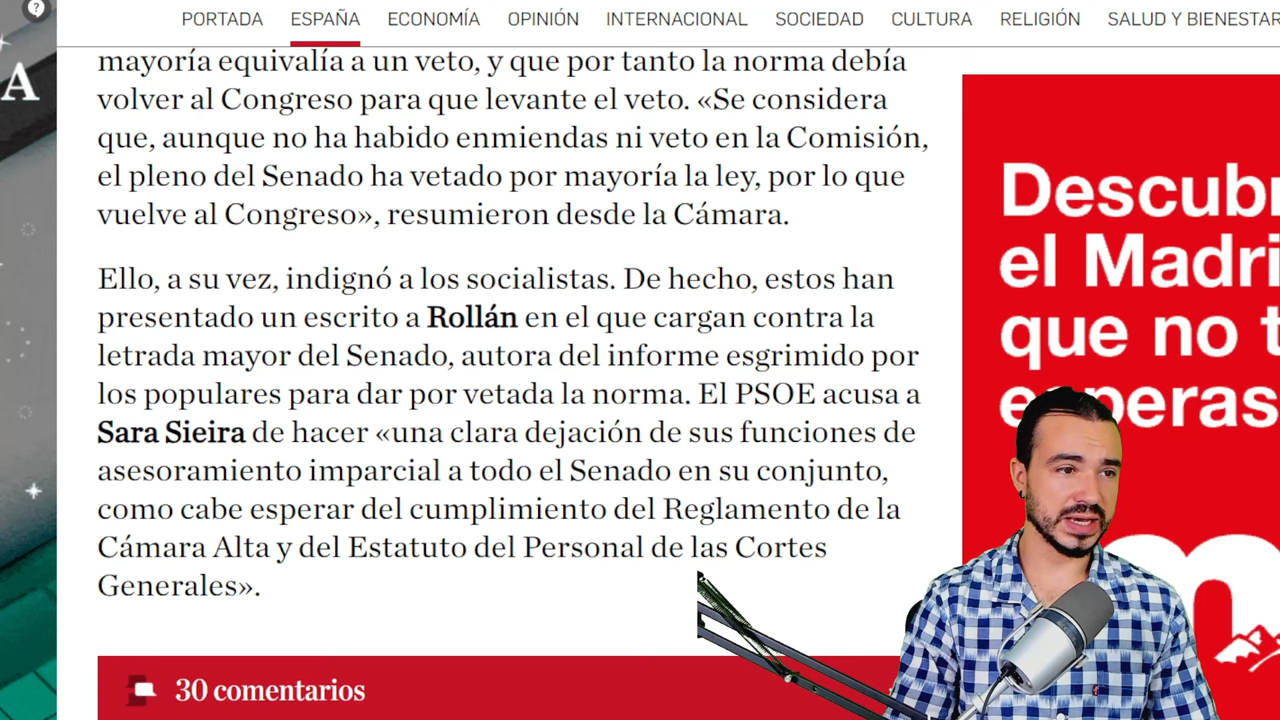 PORTADA ESPAÑA ECONOMÍA OPINIÓN INTERNACIONAL SOCIEDAD CULTURA RELIGIÓN SALUD Y BIENESTAR
A
mayoría equivalía a un veto, y que por tanto la norma debía
volver al Congreso para que levante el veto. «Se considera
que, aunque no ha habido enmiendas ni veto en la Comisión,
el pleno del Senado ha vetado por mayoría la ley, por lo que
vuelve al Congreso», resumieron desde la Cámara.
Ello, a su vez, indignó a los socialistas. De hecho, estos han
presentado un escrito a Rollán en el que cargan contra la
letrada mayor del Senado, autora del informe esgrimido por
los populares para dar por vetada la norma. El PSOE acusa a
Sara Sieira de hacer «una clara dejación de sus funciones de
asesoramiento imparcial a todo el Senado en su conjunto,
como cabe esperar del cumplimiento del Reglamento de la
Cámara Alta y del Estatuto del Personal de las Cortes
Generales».
30 comentarios
Descubr
el Madri
que no t
esperas